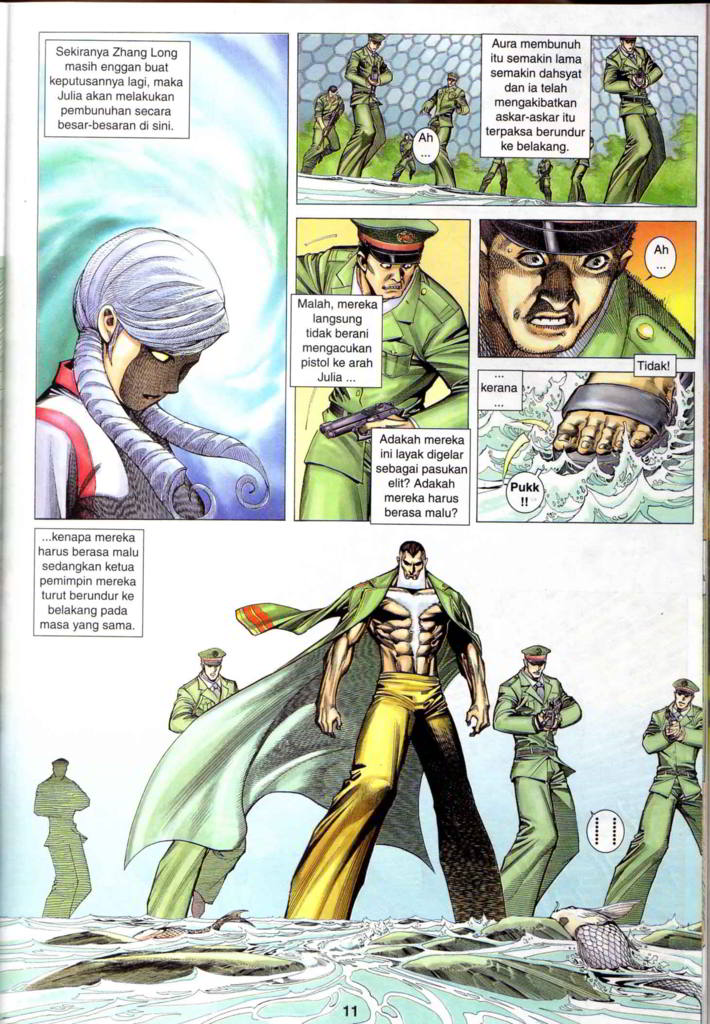 Sekiranya Zhang Long
masih enggan buat
keputusannya lagi, maka
Julia akan melakukan
pembunuhan secara
besar-besaran di sini.
Ah
...
Aura membunuh
itu semakin lama
semakin dahsyat
dan ia telah
mengakibatkan
askar-askar itu
terpaksa berundur
ke belakang.
Malah, mereka
langsung
tidak berani
mengacukan
pistol ke arah
Julia ...
Adakah mereka
ini layak digelar
sebagai pasukan
elit? Adakah
mereka harus
berasa malu?
Ah
...
Tidak!
...
kerana
...
Pukk
!!
...kenapa mereka
harus berasa malu
sedangkan ketua
pemimpin mereka
turut berundur ke
belakang pada
masa yang sama.
11